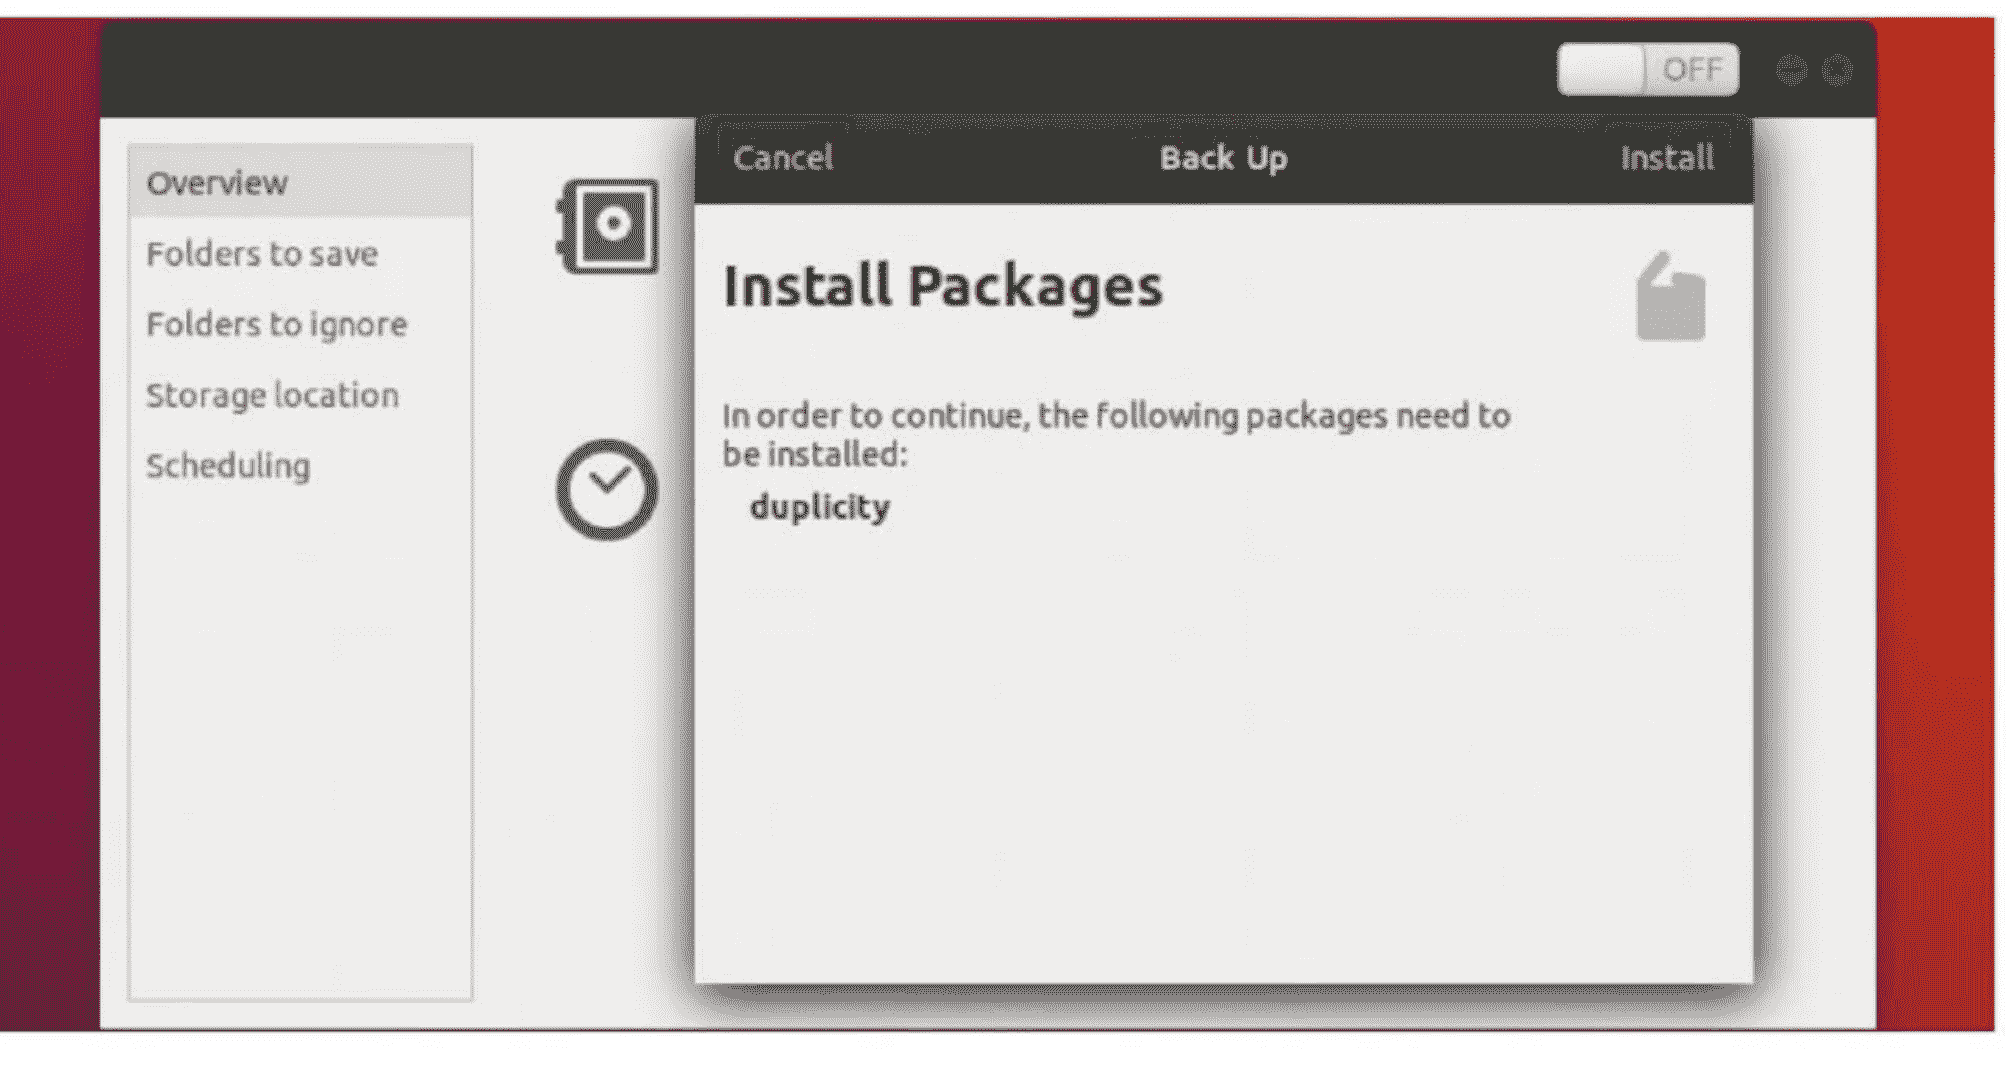 OFF
Cancel
Back Up
Install
Overview
Folders to save
Folders to ignore
Storage location
Scheduling
Install Packages
In order to continue, the following packages need to
be installed:
duplicity